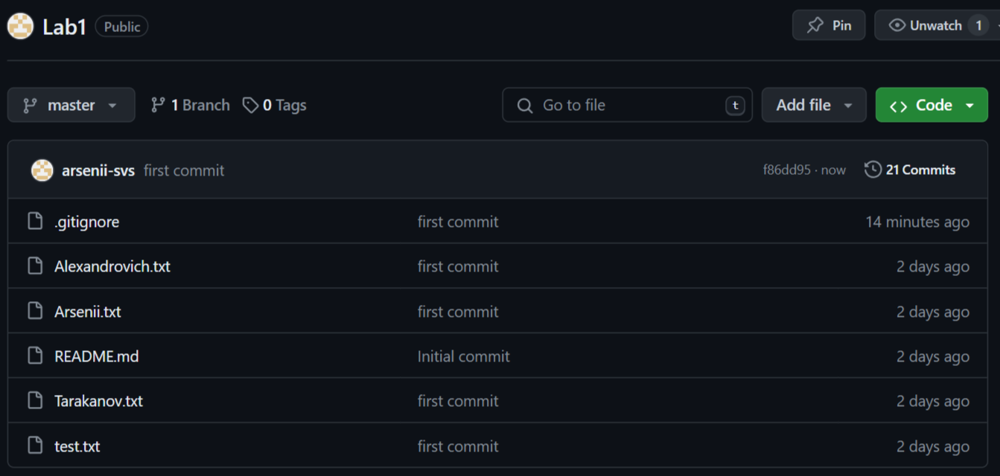 Lab1 Public Pin Unwatch 1
master 1 Branch 0 Tags Go to file t Add file Code
arsenii-svs first commit f86dd95 · now 21 Commits
.gitignore first commit 14 minutes ago
Alexandrovich.txt first commit 2 days ago
Arsenii.txt first commit 2 days ago
README.md Initial commit 2 days ago
Tarakanov.txt first commit 2 days ago
test.txt first commit 2 days ago